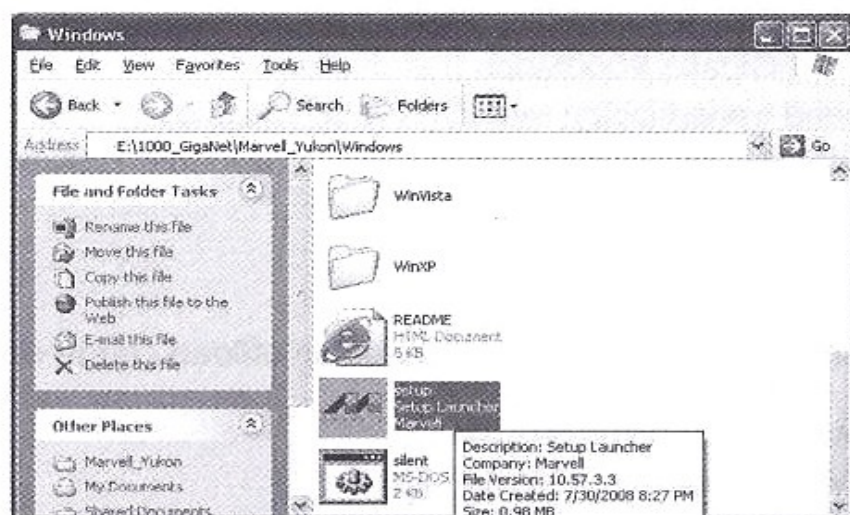 Windows
File Edit View Favorites Tools Help
Back Search Folders
Address E:\1000_GigaNet\Marvell_Yukon\Windows Go
File and Folder Tasks
Rename this file
Move this file
Copy this file
Publish this file to the
Web
E-mail this file
Delete this file
Other Places
Marvell_Yukon
My Documents
Shared Documents
WinVista
WinXP
README
HTML Document
6 KB
setup
Setup Launcher
Marvell
silent
MS-DOS
2 KB
Description: Setup Launcher
Company: Marvell
File Version: 10.57.3.3
Date Created: 7/30/2008 8:27 PM
Size: 0.98 MB